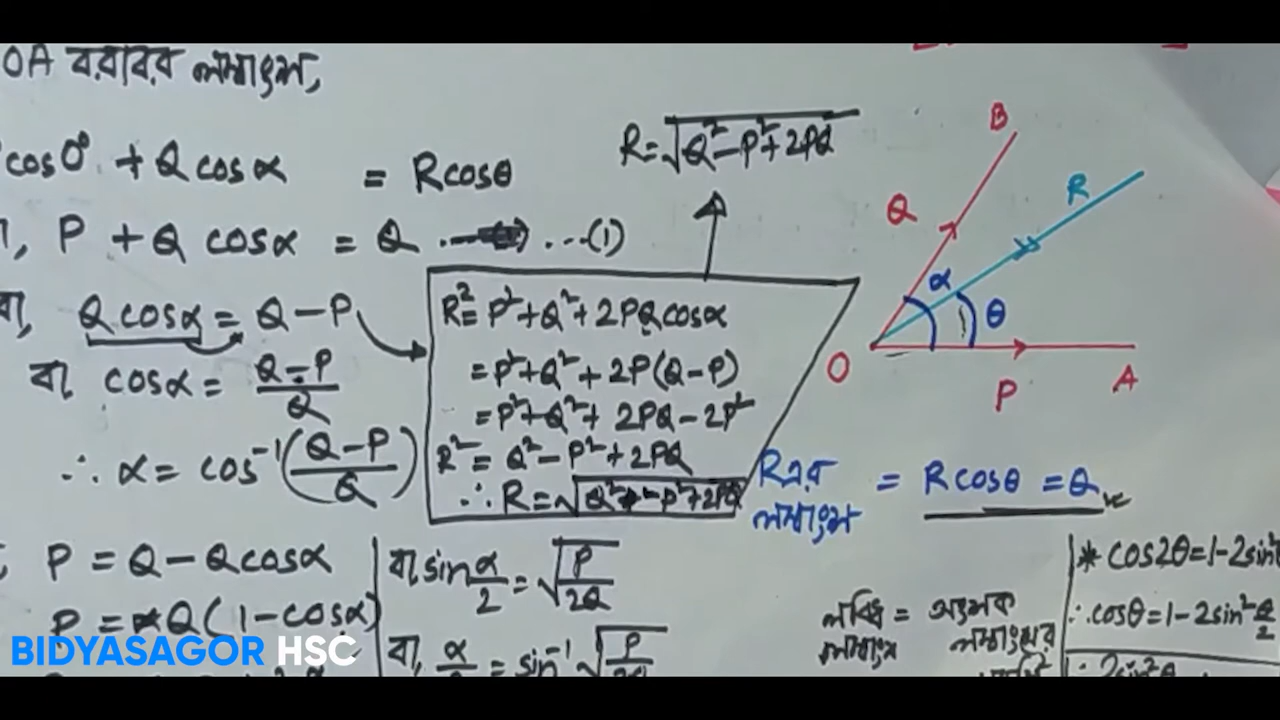 OA বরাবর লম্বাংশ,
cos0° + Q cosα = Rcosθ
P + Q cosα = Q ...(1)
বা, Q cosα = Q - P
বা, cosα = (Q-P)/Q
∴ α = cos⁻¹((Q-P)/Q)
R = √(Q² - P² + 2PQ)
R² = P² + Q² + 2PQ cosα
= P² + Q² + 2P(Q-P)
= P² + Q² + 2PQ - 2P²
R² = Q² - P² + 2PQ
∴ R = √(Q² - P² + 2PQ)
B
R
Q
α
θ
O
P
A
R এর লম্বাংশ = Rcosθ = Q
P = Q - Q cosα
P = Q(1 - cosα)
বা, sin α/2 = √(P/2Q)
বা, α/2 = sin⁻¹ √(P/2Q)
লব্ধির লম্বাংশ = অংশক লম্বাংশের
* cos2θ = 1 - 2sin²
∴ cosθ = 1 - 2sin² θ/2
BIDYASAGOR HSC